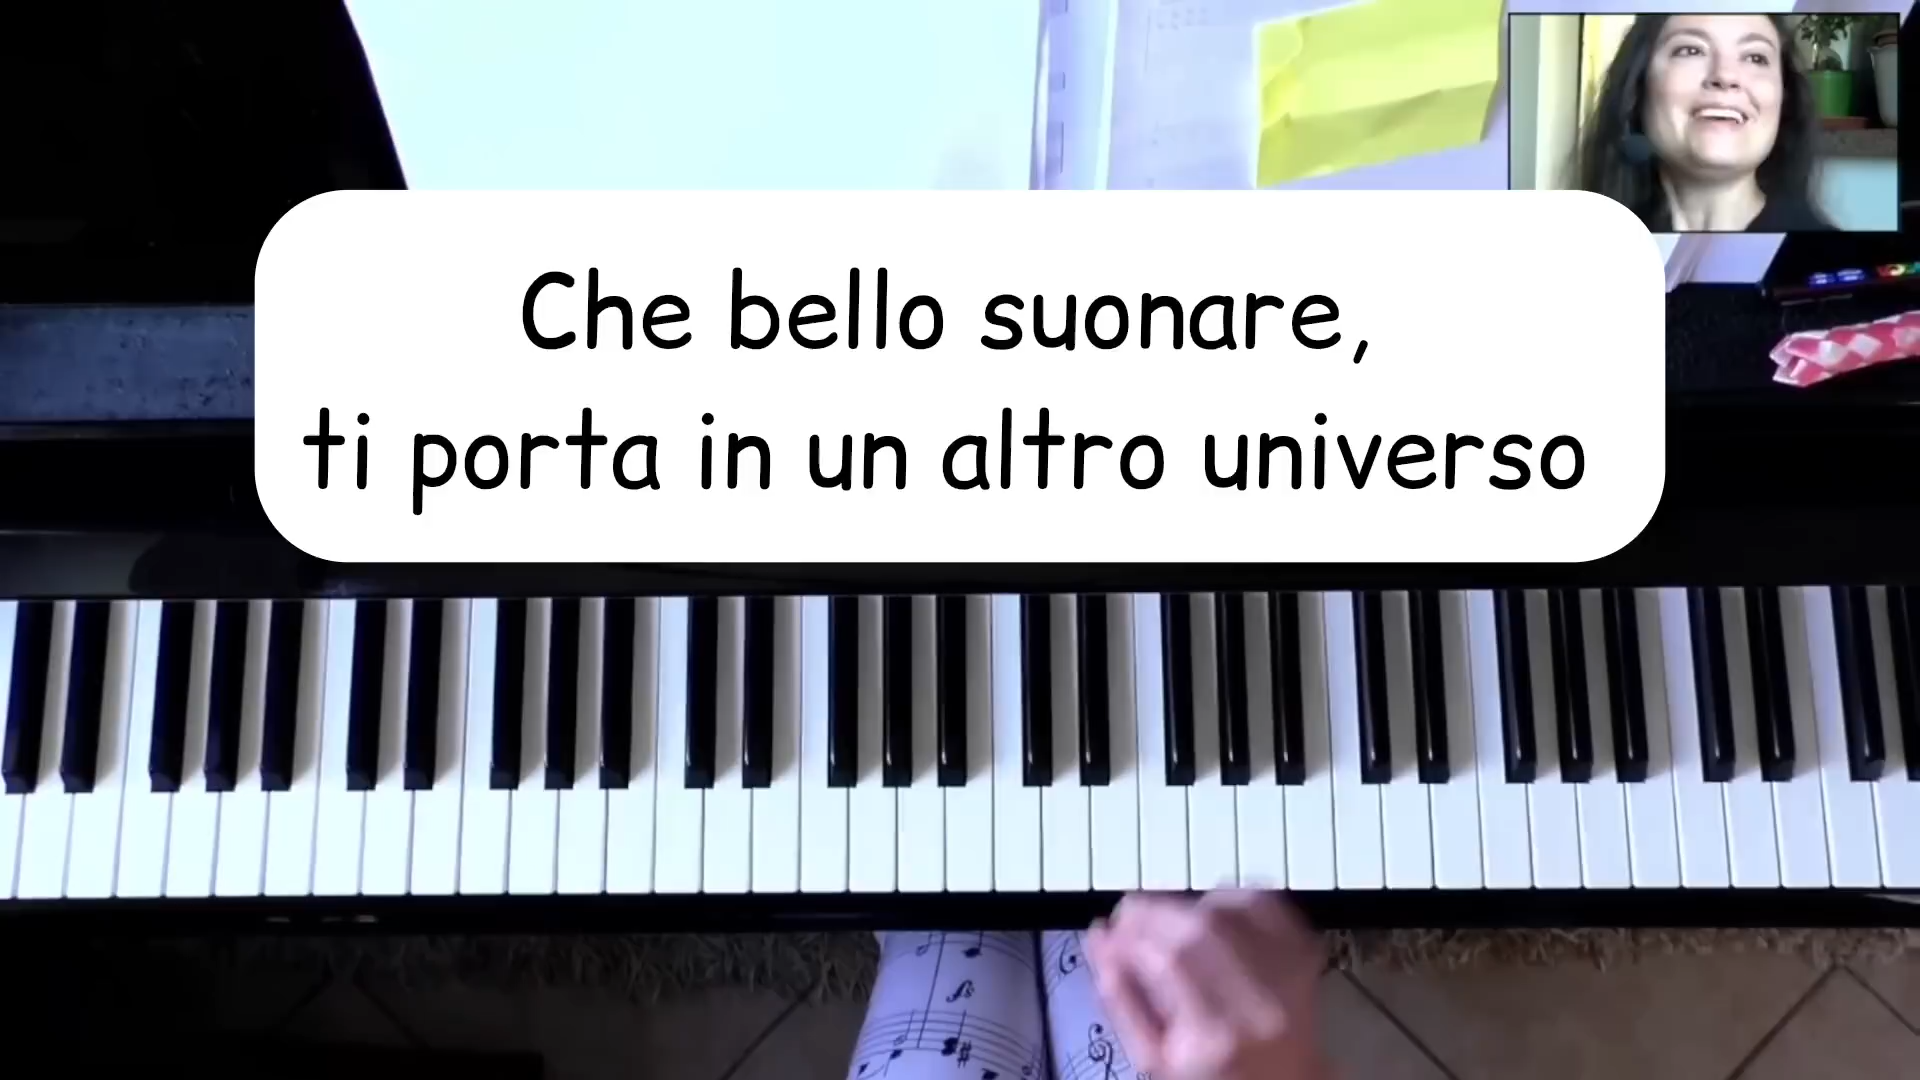 Che bello suonare,
ti porta in un altro universo